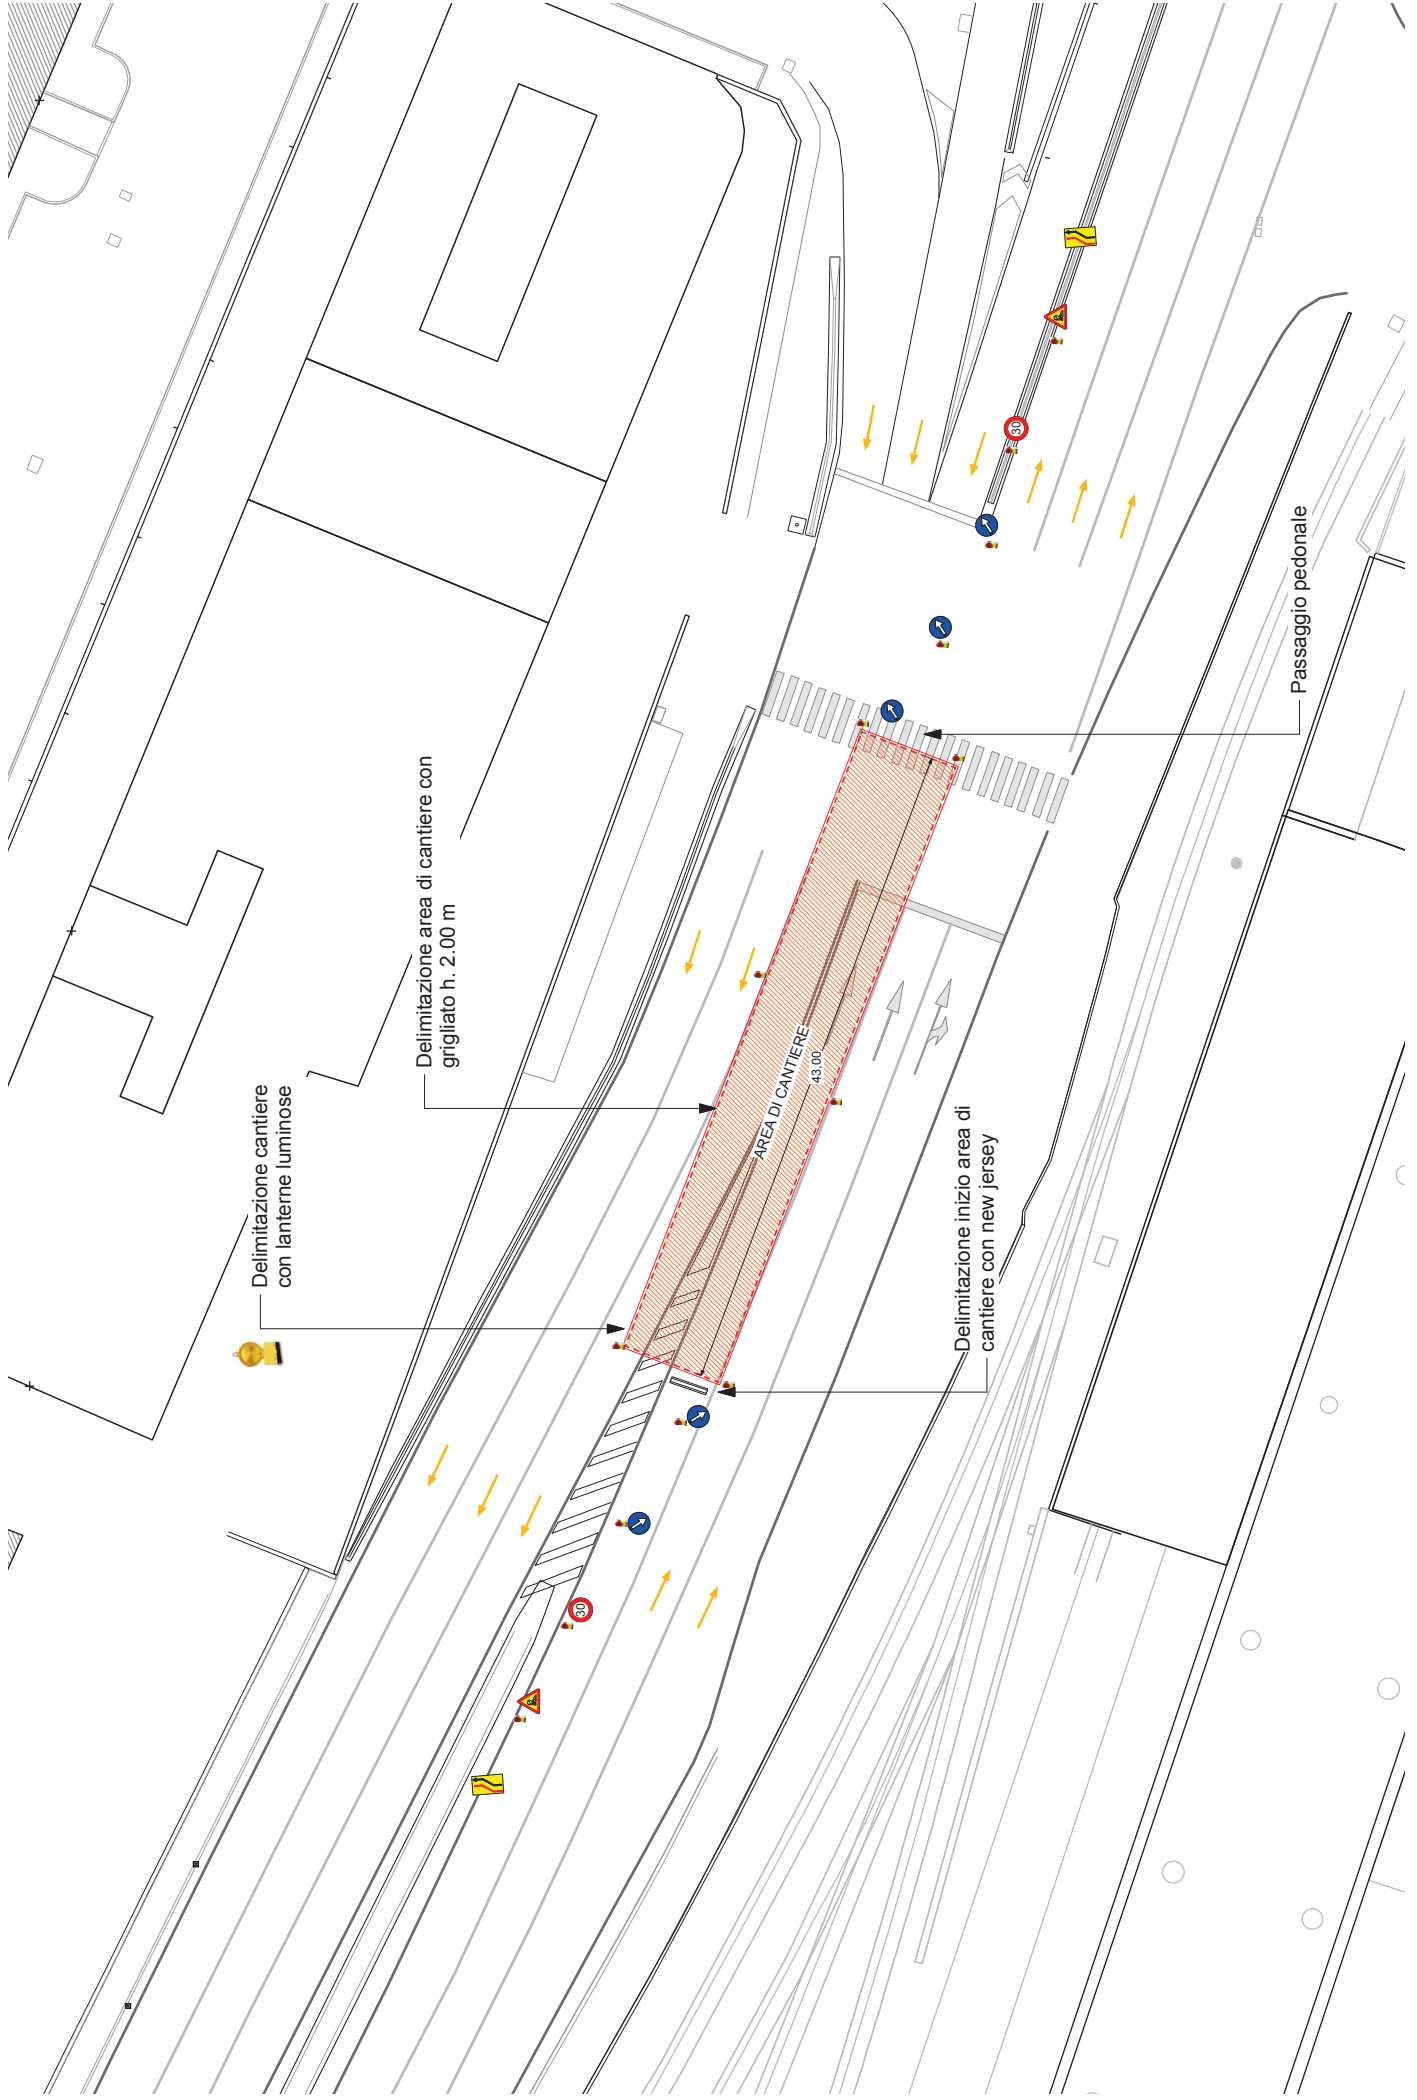 Delimitazione cantiere
con lanterne luminose
Delimitazione area di cantiere con
grigliato h. 2.00 m
AREA DI CANTIERE
43.00
Delimitazione inizio area di
cantiere con new jersey
Passaggio pedonale
30
30